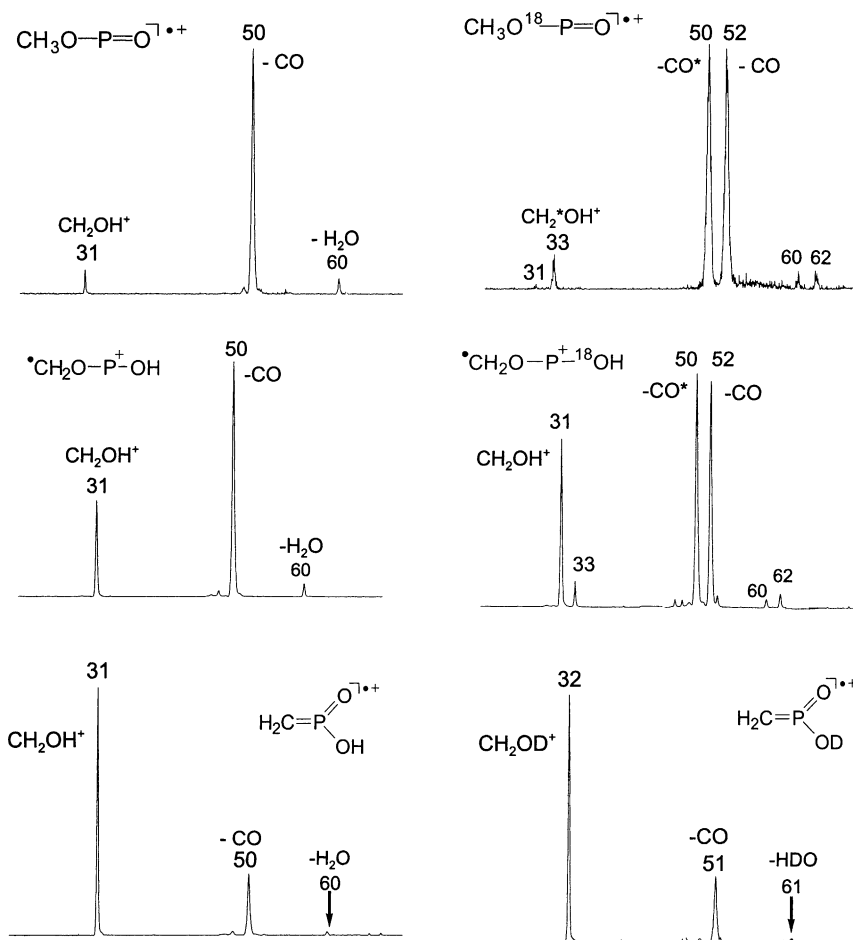 CH₃O—P=O⌉•+
50
- CO
CH₂OH⁺
31
- H₂O
60
CH₃O¹⁸—P=O⌉•+
50 52
-CO* - CO
CH₂*OH⁺
33
31
60 62
•CH₂O—P⁺-OH
50
-CO
CH₂OH⁺
31
-H₂O
60
•CH₂O—P⁺-¹⁸OH
50 52
-CO* -CO
31
CH₂OH⁺
33
60 62
31
CH₂OH⁺
O⌉•+
H₂C=P
OH
- CO
50
-H₂O
60
32
CH₂OD⁺
O⌉•+
H₂C=P
OD
-CO
51
-HDO
61